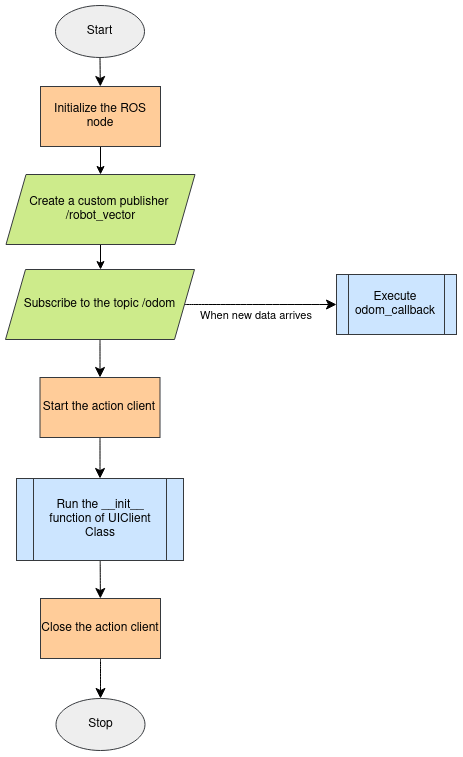 Start
Initialize the ROS
node
Create a custom publisher
/robot_vector
Subscribe to the topic /odom
When new data arrives
Execute
odom_callback
Start the action client
Run the __init__
function of UIClient
Class
Close the action client
Stop